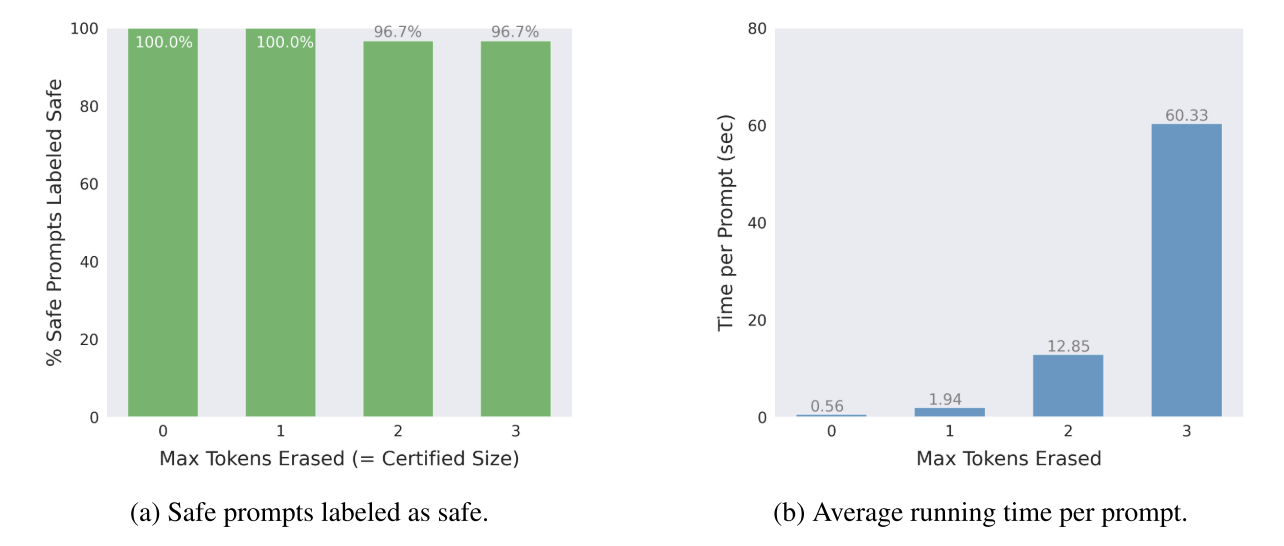 100
80
60
40
20
0
% Safe Prompts Labeled Safe
100.0%
100.0%
96.7%
96.7%
0 1 2 3
Max Tokens Erased (= Certified Size)
(a) Safe prompts labeled as safe.
80
60
40
20
0
Time per Prompt (sec)
0.56
1.94
12.85
60.33
0 1 2 3
Max Tokens Erased
(b) Average running time per prompt.